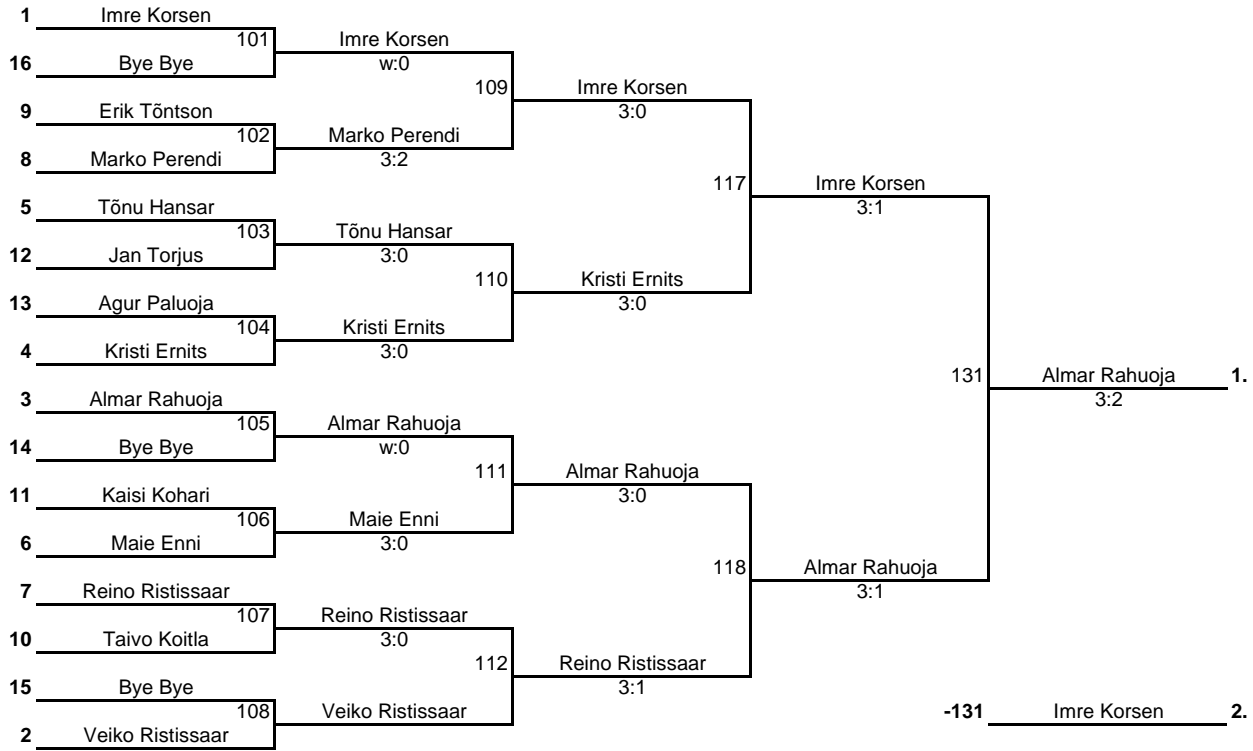 1 Imre Korsen
101 Imre Korsen
16 Bye Bye w:0
109 Imre Korsen
9 Erik Tõntson 3:0
102 Marko Perendi
8 Marko Perendi 3:2
117 Imre Korsen
5 Tõnu Hansar 3:1
103 Tõnu Hansar
12 Jan Torjus 3:0
110 Kristi Ernits
13 Agur Paluoja 3:0
104 Kristi Ernits
4 Kristi Ernits 3:0
131 Almar Rahuoja 1.
3 Almar Rahuoja 3:2
105 Almar Rahuoja
14 Bye Bye w:0
111 Almar Rahuoja
11 Kaisi Kohari 3:0
106 Maie Enni
6 Maie Enni 3:0
118 Almar Rahuoja
7 Reino Ristissaar 3:1
107 Reino Ristissaar
10 Taivo Koitla 3:0
112 Reino Ristissaar
15 Bye Bye 3:1
108 Veiko Ristissaar -131 Imre Korsen 2.
2 Veiko Ristissaar